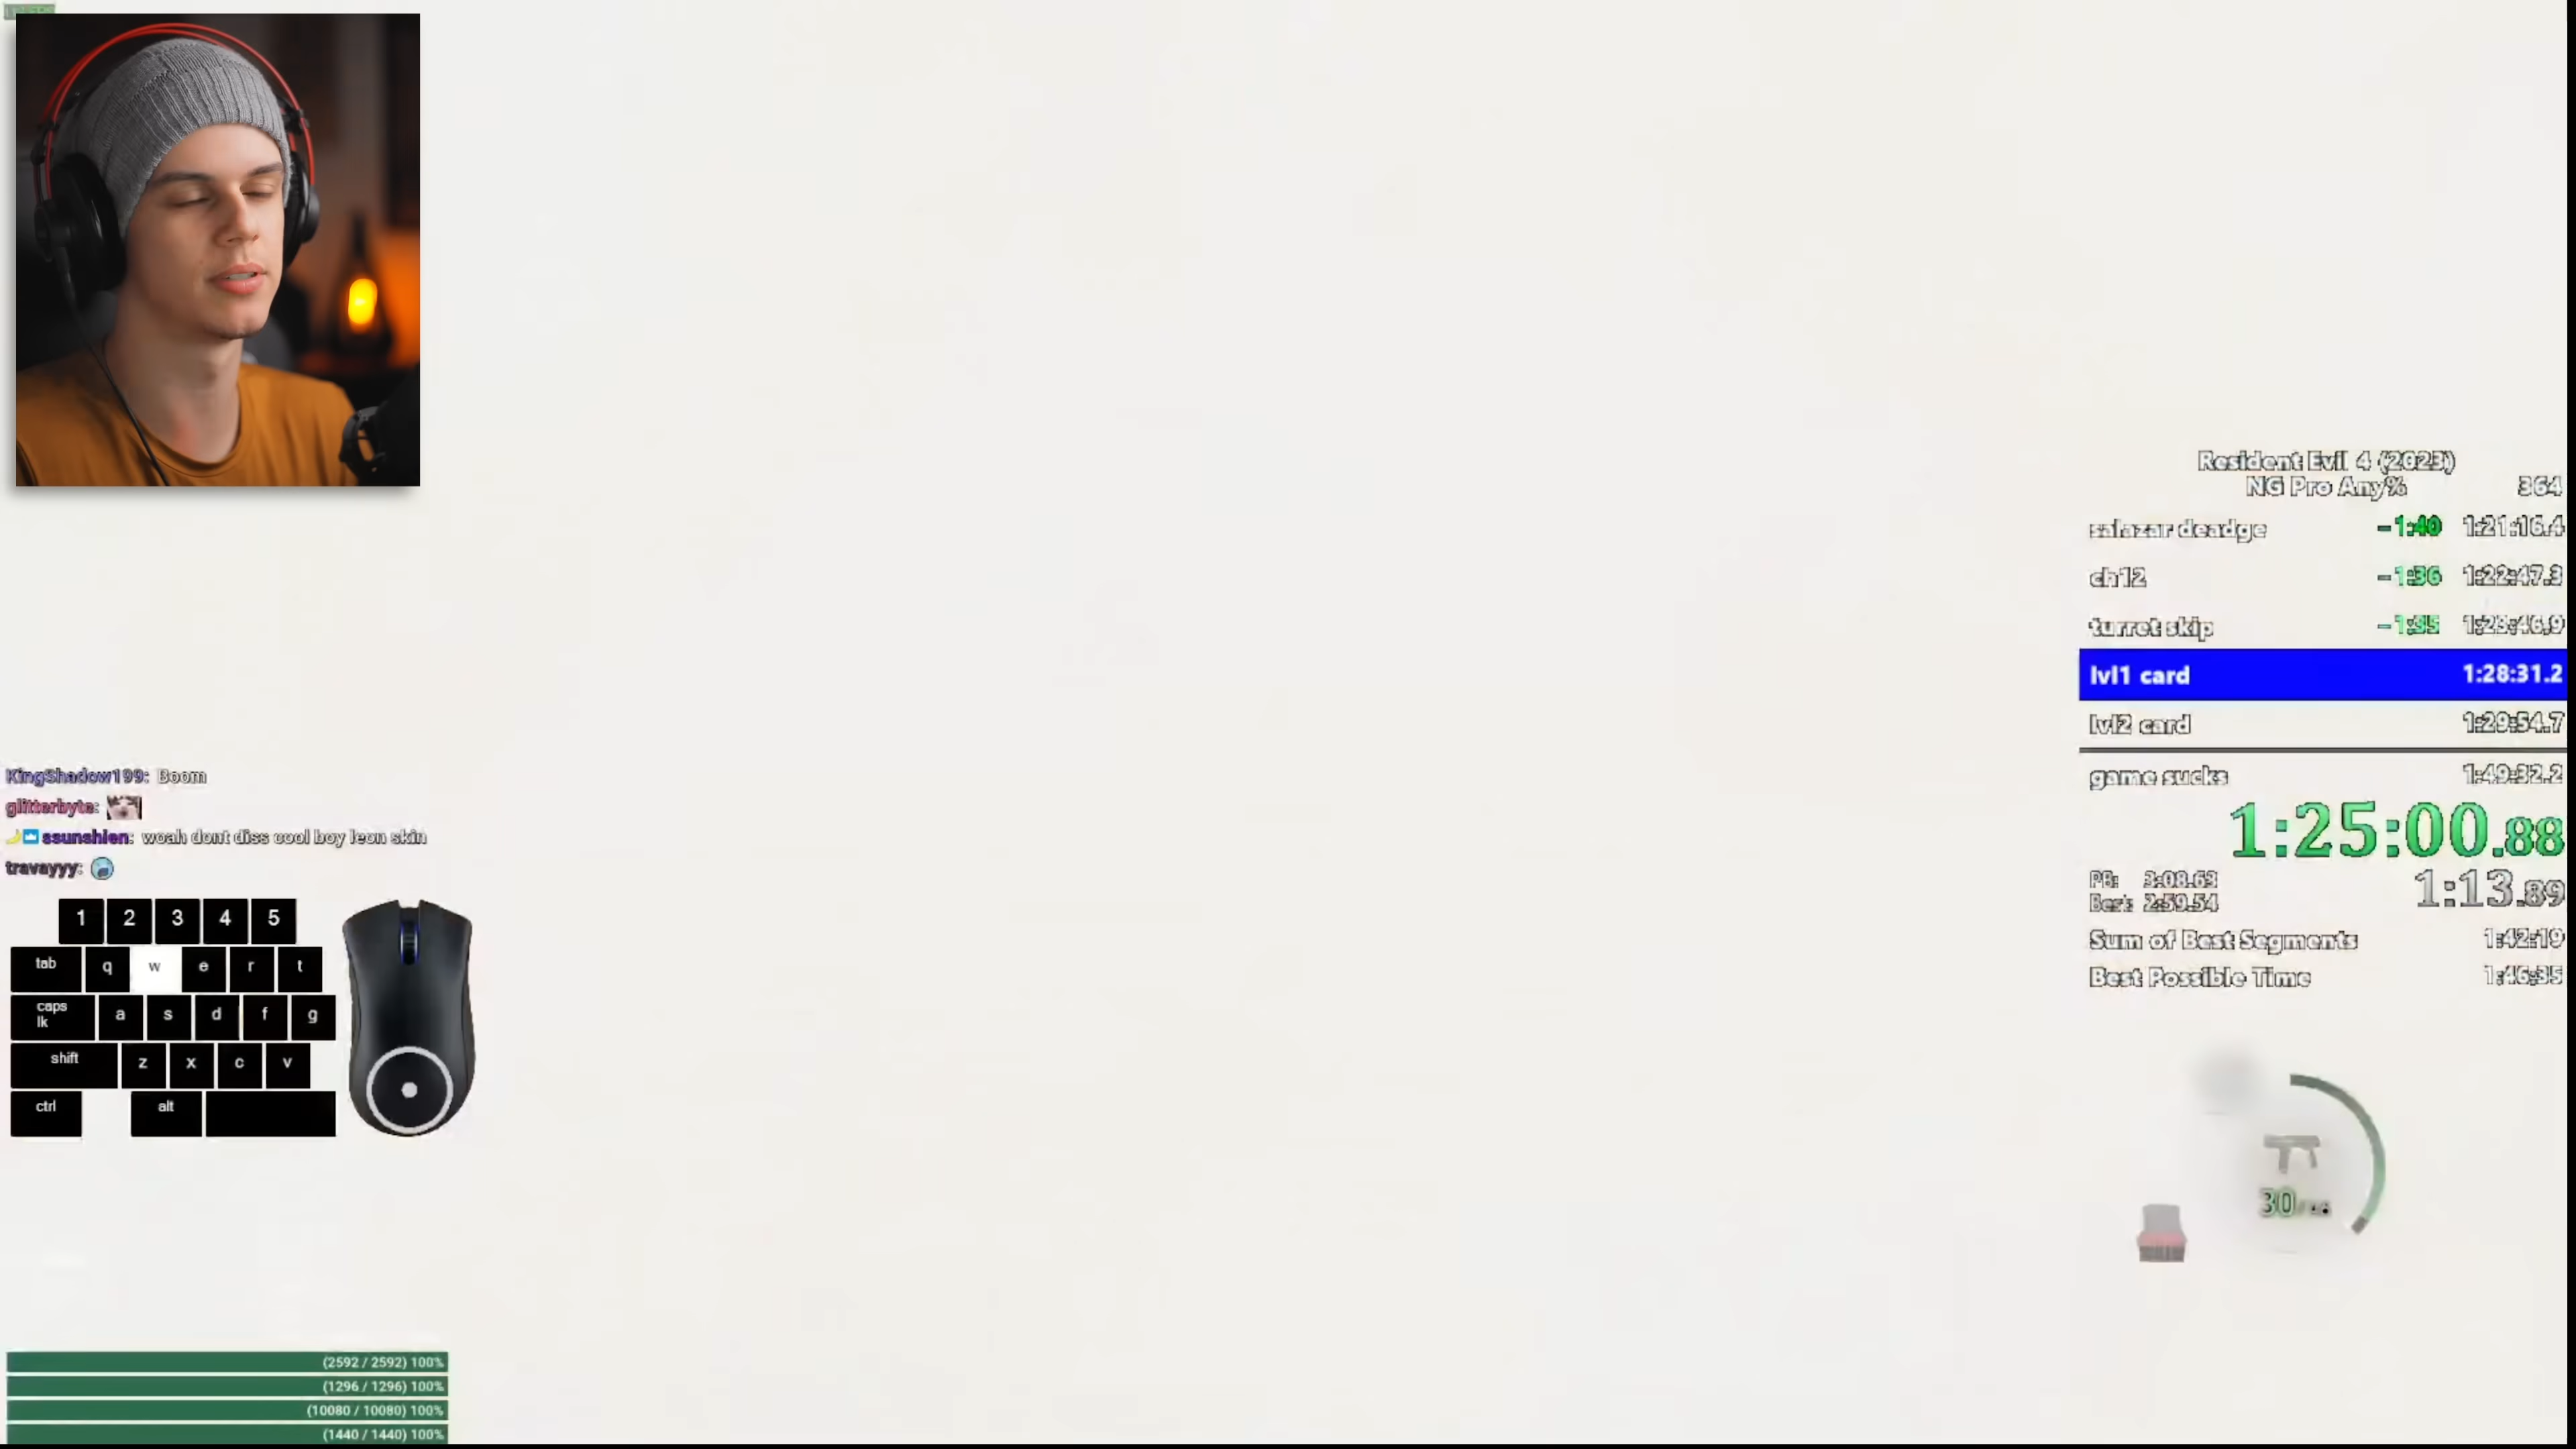 KingShadow199: Boom
glitterbyte:
ssunshien: woah dont diss cool boy leon skin
travayyy:
1 2 3 4 5
tab q w e r t
caps lk a s d f g
shift z x c v
ctrl alt
(2592 / 2592) 100%
(1296 / 1296) 100%
(10080 / 10080) 100%
(1440 / 1440) 100%
Resident Evil 4 (2023)
NG Pro Any% 364
salazar deadge -1:40 1:21:16.4
ch12 -1:36 1:22:47.3
turret skip -1:35 1:23:46.9
lvl1 card 1:28:31.2
lvl2 card 1:29:54.7
game sucks 1:49:32.2
1:25:00.88
PB: 3:08.63 1:13.89
Best: 2:59.54
Sum of Best Segments 1:42:19
Best Possible Time 1:46:35
30